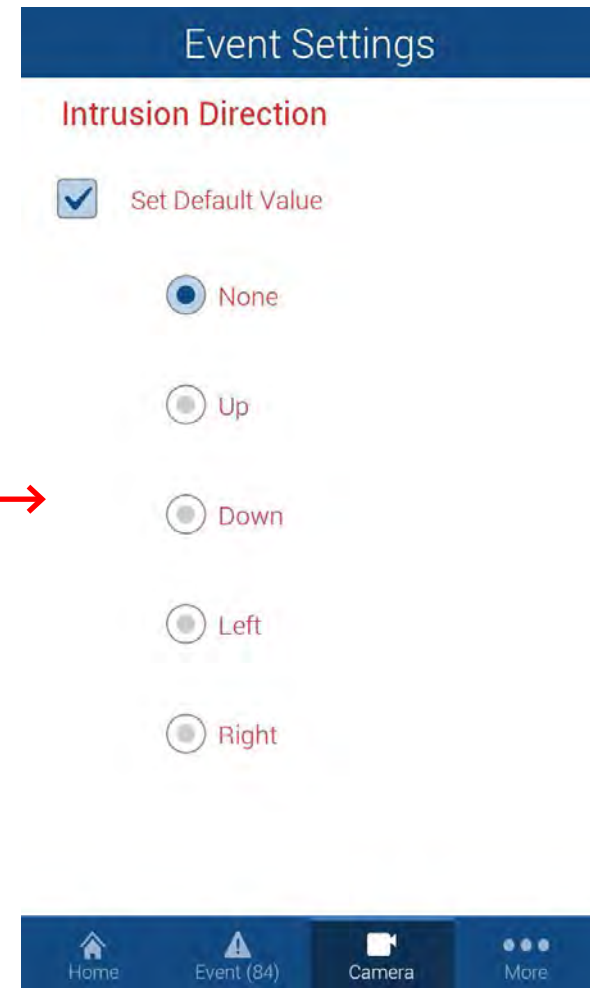 Event Settings
Intrusion Direction
Set Default Value
None
Up
Down
Left
Right
Home Event (84) Camera More